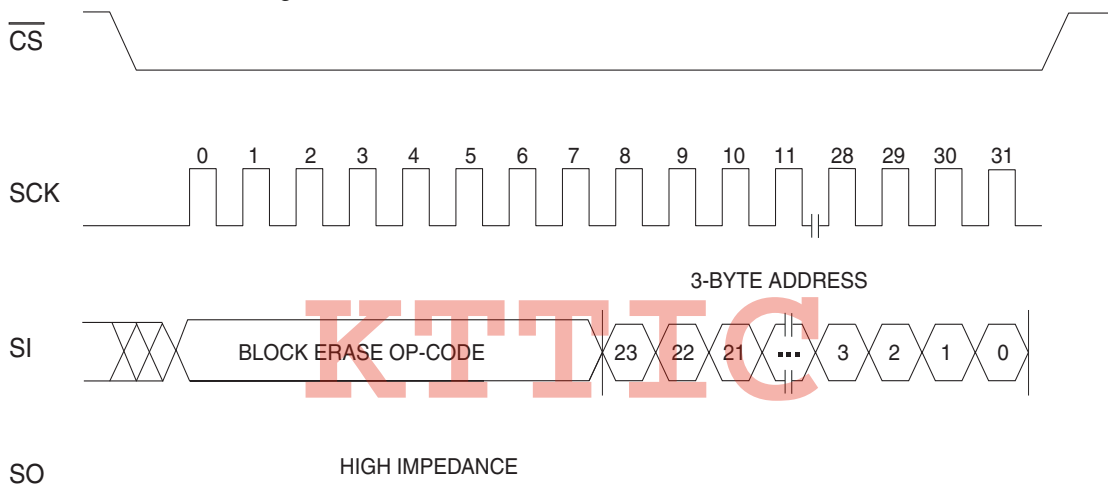 CS
0 1 2 3 4 5 6 7 8 9 10 11 28 29 30 31
SCK
3-BYTE ADDRESS
SI
BLOCK ERASE OP-CODE
23 22 21 ... 3 2 1 0
KTTIC
SO
HIGH IMPEDANCE